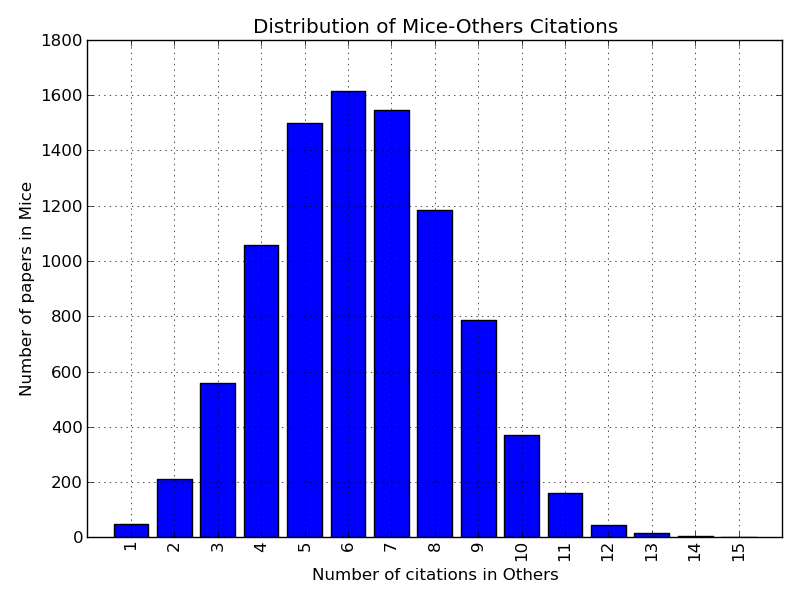 Distribution of Mice-Others Citations
1800
1600
1400
1200
1000
800
600
400
200
0
Number of papers in Mice
1 2 3 4 5 6 7 8 9 10 11 12 13 14 15
Number of citations in Others